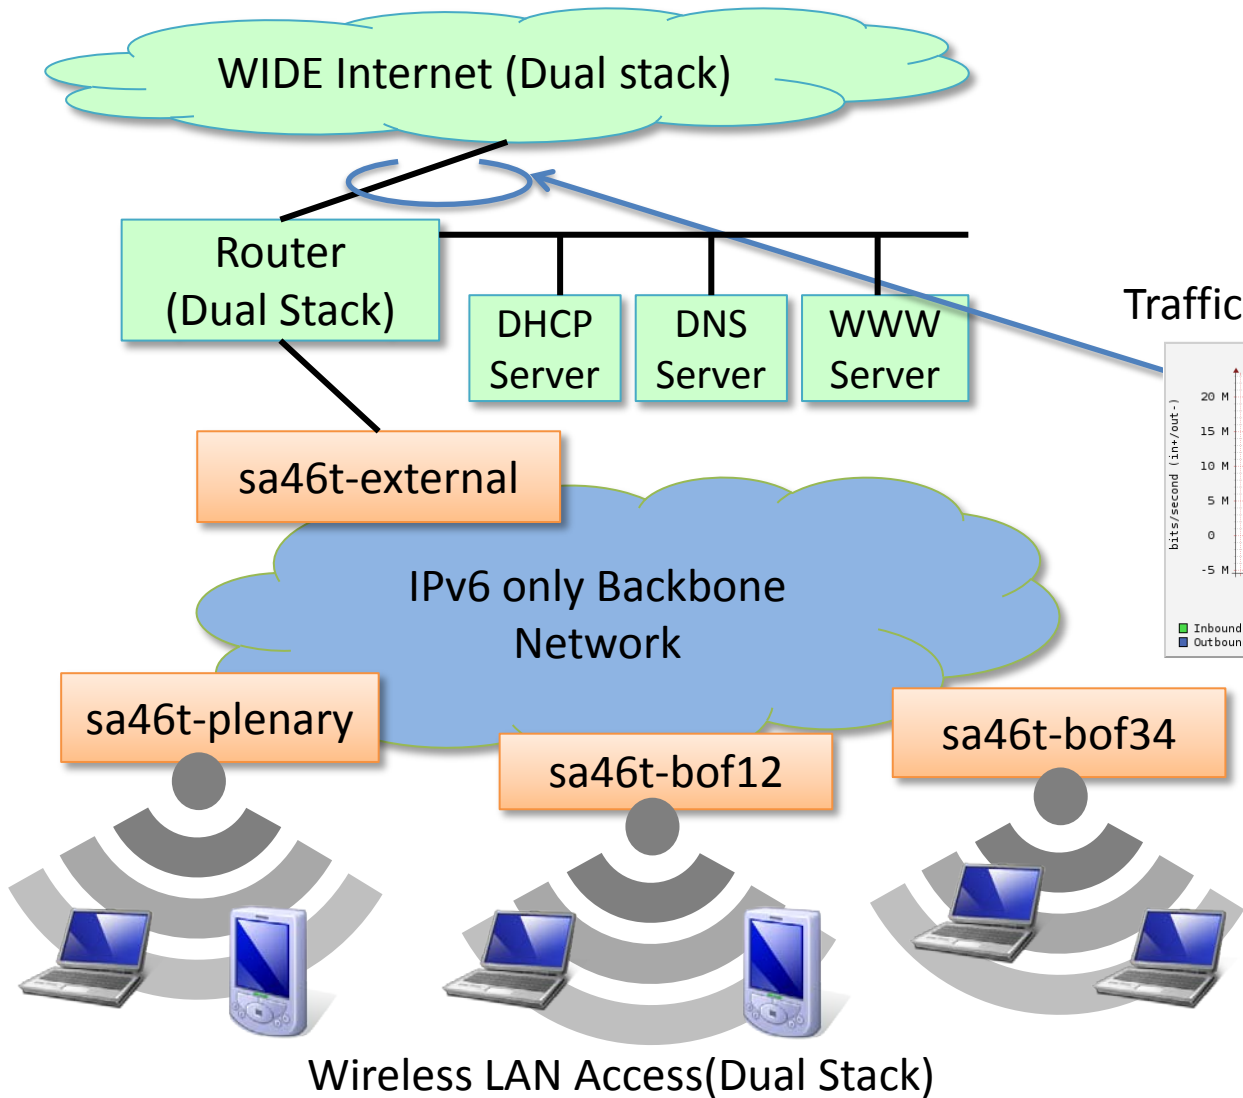 WIDE Internet (Dual stack)
Router
(Dual Stack)
DHCP
Server
DNS
Server
WWW
Server
Traffic
bits/second (in+/out-)
20 M
15 M
10 M
5 M
0
-5 M
Inbound
Outboun
sa46t-external
IPv6 only Backbone
Network
sa46t-plenary
sa46t-bof12
sa46t-bof34
Wireless LAN Access(Dual Stack)